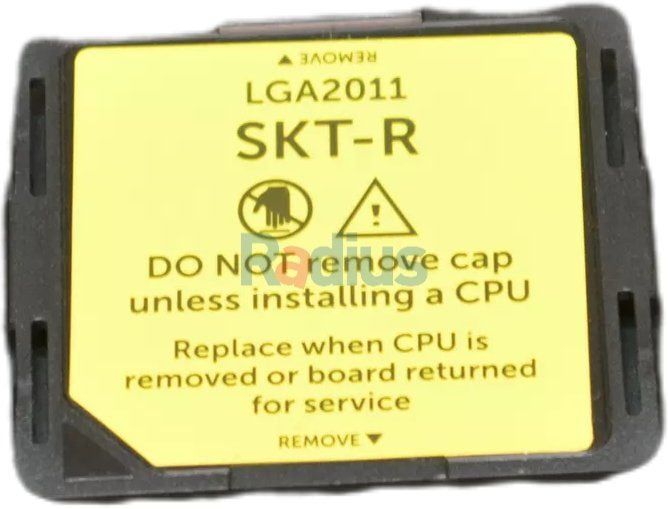 REMOVE ▲
LGA2011
SKT-R
Radius
DO NOT remove cap
unless installing a CPU
Replace when CPU is
removed or board returned
for service
REMOVE ▼